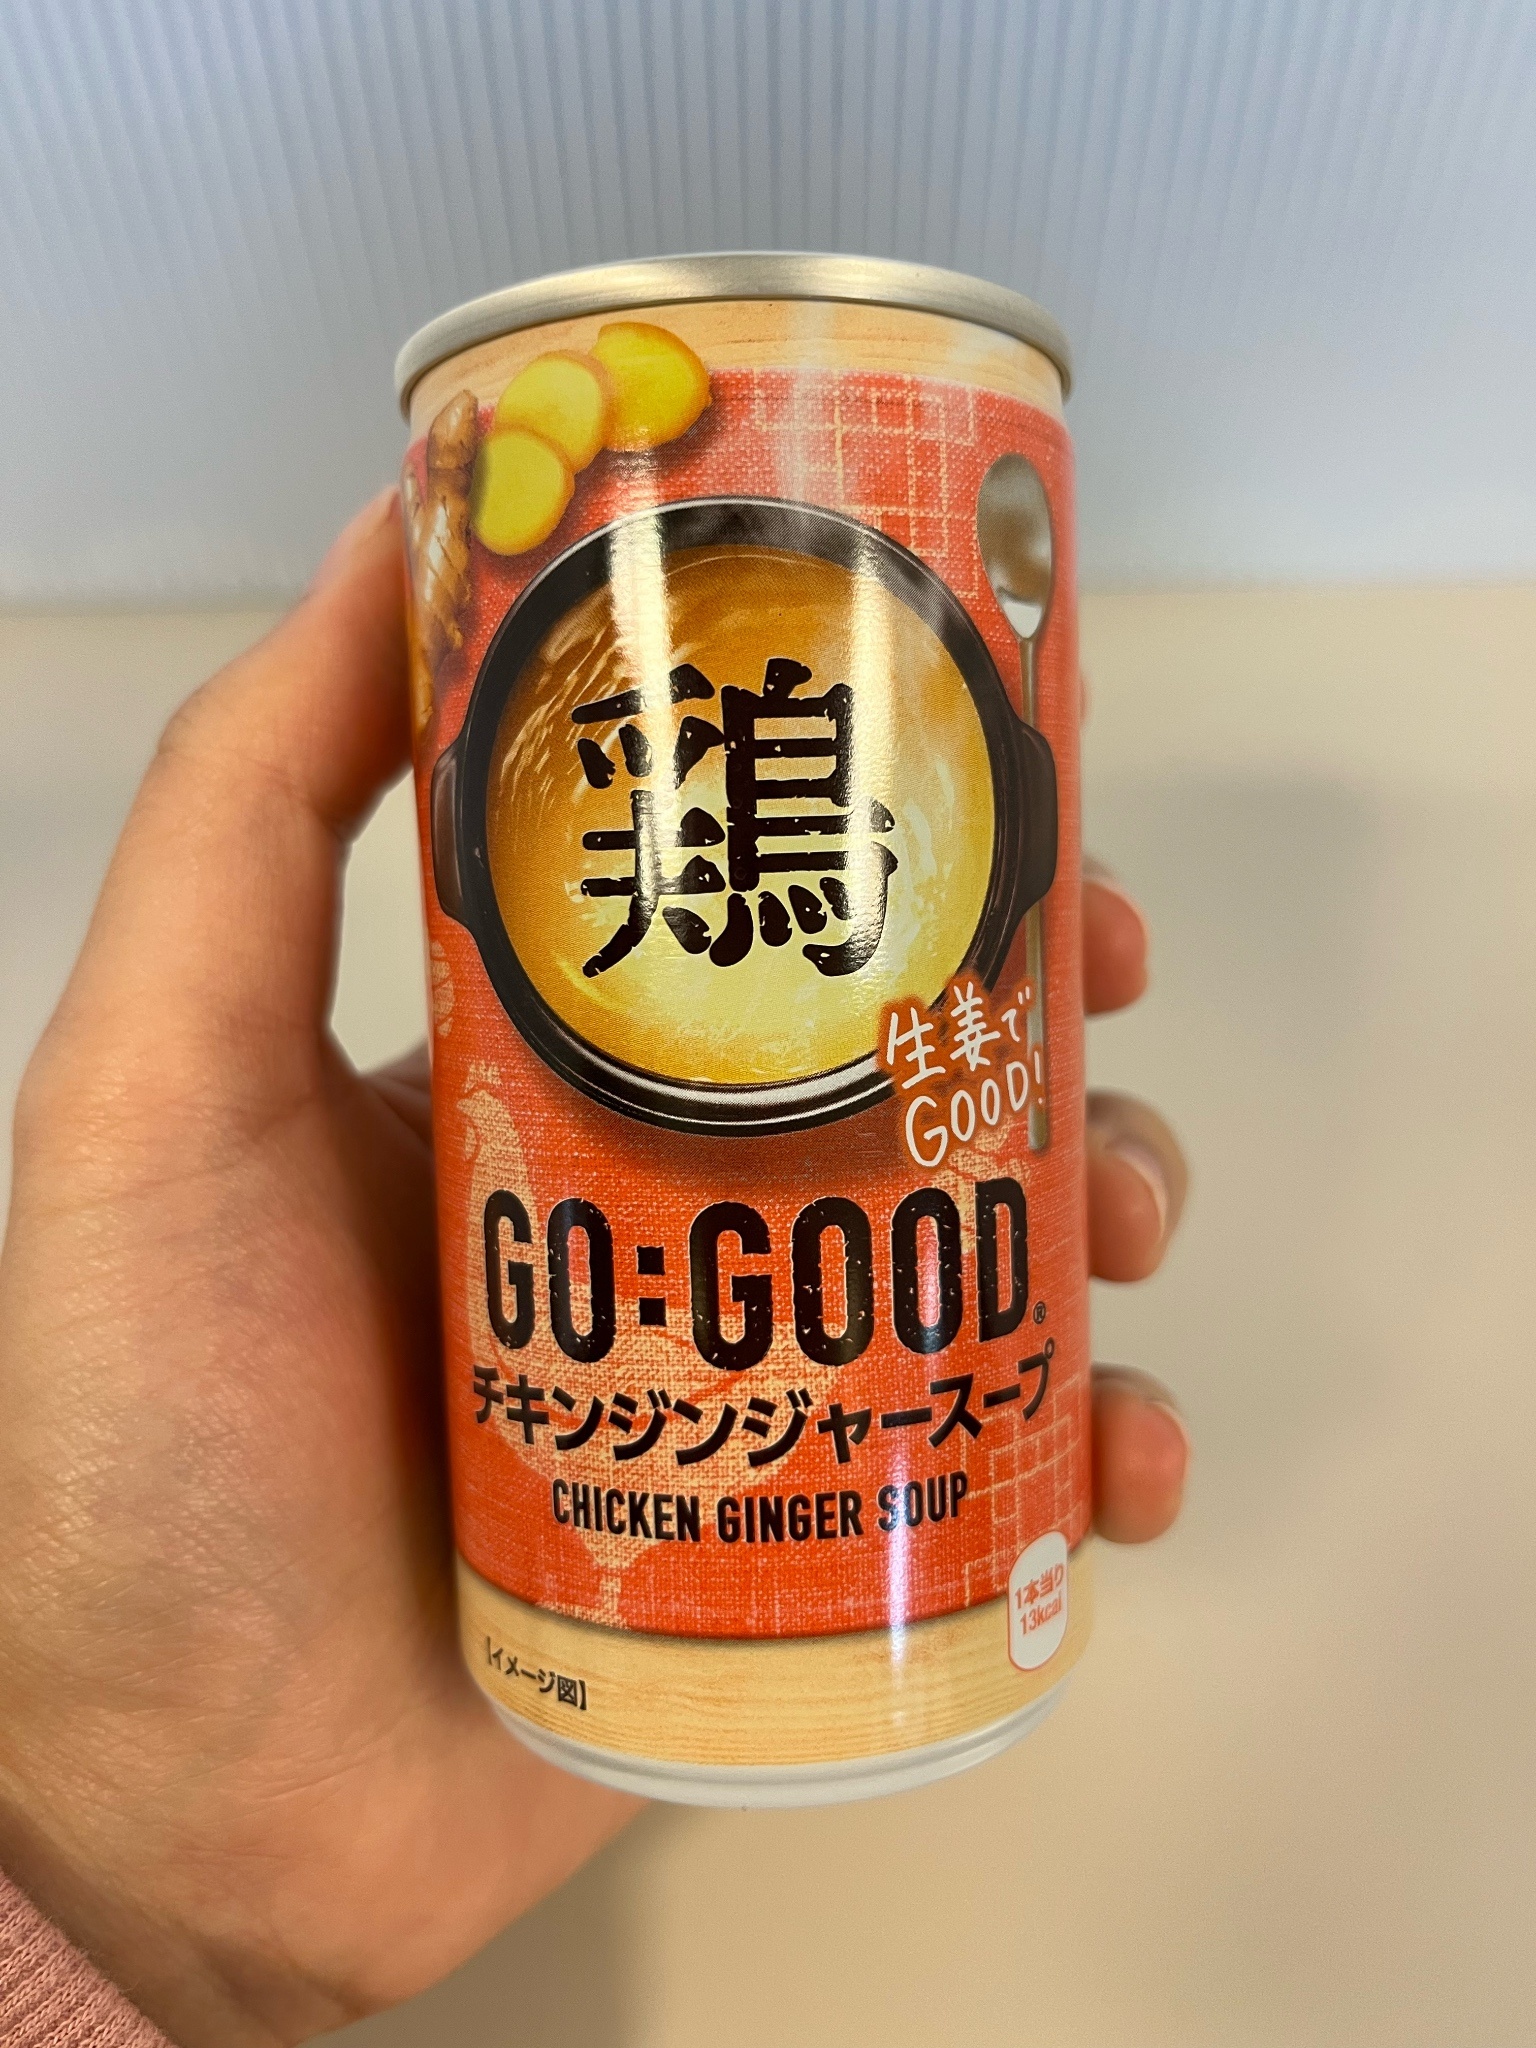 鶏
生姜で
GOOD!
GO:GOOD®
チキンジンジャースープ
CHICKEN GINGER SOUP
1本当り
13kcal
【イメージ図】